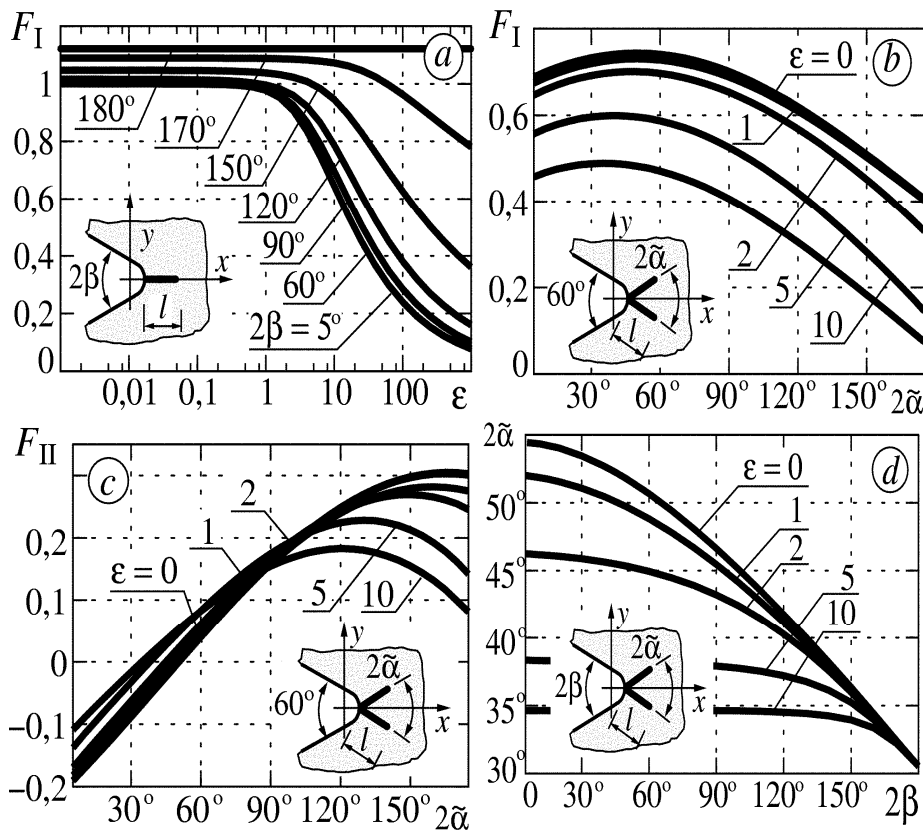 F_I
a
1
0,8
0,6
0,4
0,2
0
180°
170°
150°
120°
90°
60°
2β = 5°
y
x
2β
l
0,01 0,1 1 10 100 ε
F_I
b
0,6
0,4
0,2
0
ε = 0
1
2
5
10
y
2α̃
60°
x
l
30° 60° 90° 120° 150° 2α̃
F_II
c
0,2
0,1
0
-0,1
-0,2
2
1
ε = 0
5
10
y
2α̃
60°
x
l
30° 60° 90° 120° 150° 2α̃
2α̃
d
50°
45°
40°
35°
30°
ε = 0
1
2
5
10
y
2α̃
2β
x
l
0 30° 60° 90° 120° 150° 2β